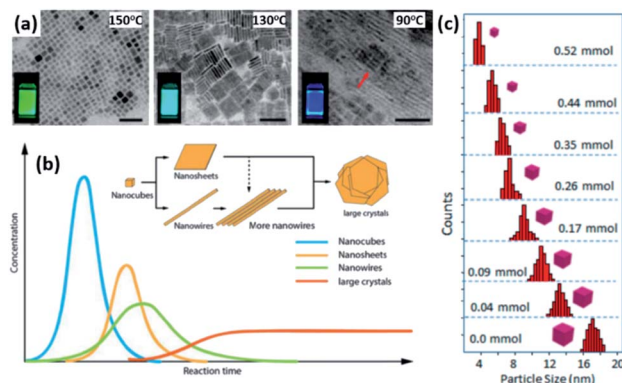 (a)
150°C
130°C
90°C
(b)
Concentration
Nanocubes
Nanosheets
Nanowires
More nanowires
large crystals
Nanocubes
Nanosheets
Nanowires
large crystals
Reaction time
(c)
Counts
0.52 mmol
0.44 mmol
0.35 mmol
0.26 mmol
0.17 mmol
0.09 mmol
0.04 mmol
0.0 mmol
4 8 12 16 20
Particle Size (nm)